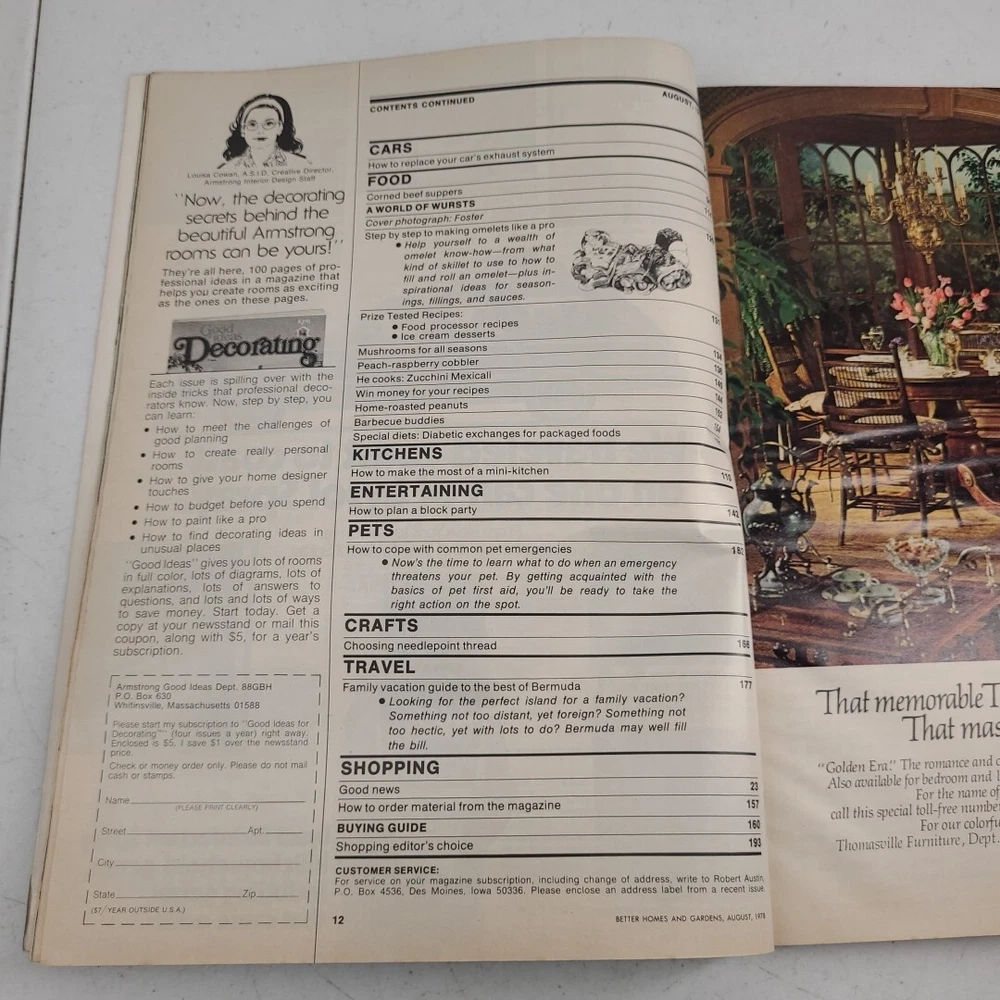 Louisa Cowan, A.S.I.D. Creative Director,
Armstrong Interior Design Staff
"Now, the decorating
secrets behind the
beautiful Armstrong
rooms can be yours!"
They're all here, 100 pages of pro-
fessional ideas in a magazine that
helps you create rooms as exciting
as the ones on these pages.
Good
Ideas
Decorating
Each issue is spilling over with the
inside tricks that professional deco-
rators know. Now, step by step, you
can learn:
• How to meet the challenges of
good planning
• How to create really personal
rooms
• How to give your home designer
touches
• How to budget before you spend
• How to paint like a pro
• How to find decorating ideas in
unusual places
"Good Ideas" gives you lots of rooms
in full color, lots of diagrams, lots of
explanations, lots of answers to
questions, and lots and lots of ways
to save money. Start today. Get a
copy at your newsstand or mail this
coupon, along with $5, for a year's
subscription.
Armstrong Good Ideas Dept. 88GBH
P.O. Box 630
Whitinsville, Massachusetts 01588
Please start my subscription to "Good Ideas for
Decorating" (four issues a year) right away.
Enclosed is $5. I save $1 over the newsstand
price.
Check or money order only. Please do not mail
cash or stamps.
Name
(PLEASE PRINT CLEARLY)
Street Apt.
City
State Zip
($7/YEAR OUTSIDE U.S.A.)
CONTENTS CONTINUED AUGUST,
CARS
How to replace your car's exhaust system
FOOD
Corned beef suppers
A WORLD OF WURSTS
Cover photograph: Foster
Step by step to making omelets like a pro
• Help yourself to a wealth of
omelet know-how—from what
kind of skillet to use to how to
fill and roll an omelet—plus in-
spirational ideas for season-
ings, fillings, and sauces.
Prize Tested Recipes:
• Food processor recipes
• Ice cream desserts
Mushrooms for all seasons 134
Peach-raspberry cobbler 136
He cooks: Zucchini Mexicali 140
Win money for your recipes 144
Home-roasted peanuts 152
Barbecue buddies 154
Special diets: Diabetic exchanges for packaged foods
KITCHENS
How to make the most of a mini-kitchen
ENTERTAINING
How to plan a block party 142
PETS
How to cope with common pet emergencies 162
• Now's the time to learn what to do when an emergency
threatens your pet. By getting acquainted with the
basics of pet first aid, you'll be ready to take the
right action on the spot.
CRAFTS
Choosing needlepoint thread 166
TRAVEL
Family vacation guide to the best of Bermuda 177
• Looking for the perfect island for a family vacation?
Something not too distant, yet foreign? Something not
too hectic, yet with lots to do? Bermuda may well fill
the bill.
SHOPPING
Good news 23
How to order material from the magazine 157
BUYING GUIDE 160
Shopping editor's choice 193
CUSTOMER SERVICE:
For service on your magazine subscription, including change of address, write to Robert Austin,
P.O. Box 4536, Des Moines, Iowa 50336. Please enclose an address label from a recent issue.
12 BETTER HOMES AND GARDENS, AUGUST, 1978
That memorable T
That mas
"Golden Era." The romance and
Also available for bedroom and
For the name of
call this special toll-free number
For our colorfu
Thomasville Furniture, Dept.